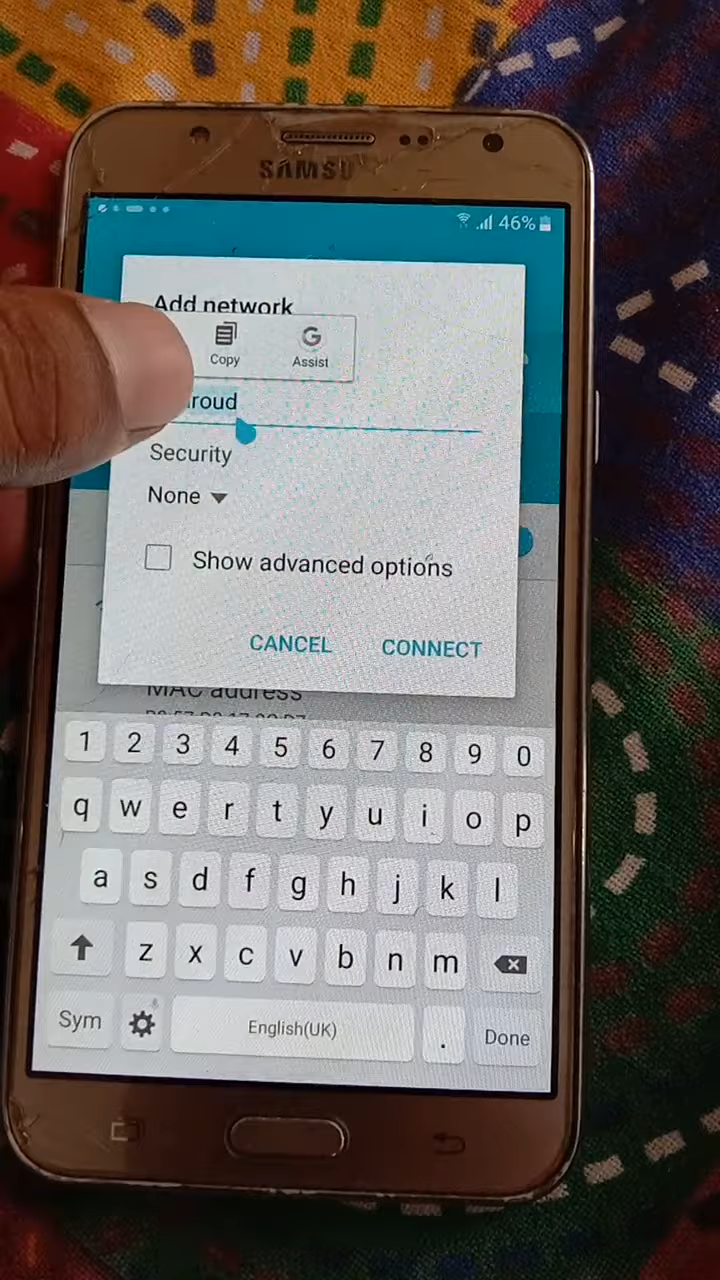 SAMSU
46%
Add network
Copy
Assist
roud
Security
None
Show advanced options
CANCEL
CONNECT
MAC address
1 2 3 4 5 6 7 8 9 0
q w e r t y u i o p
a s d f g h j k l
z x c v b n m
Sym
English(UK)
.
Done